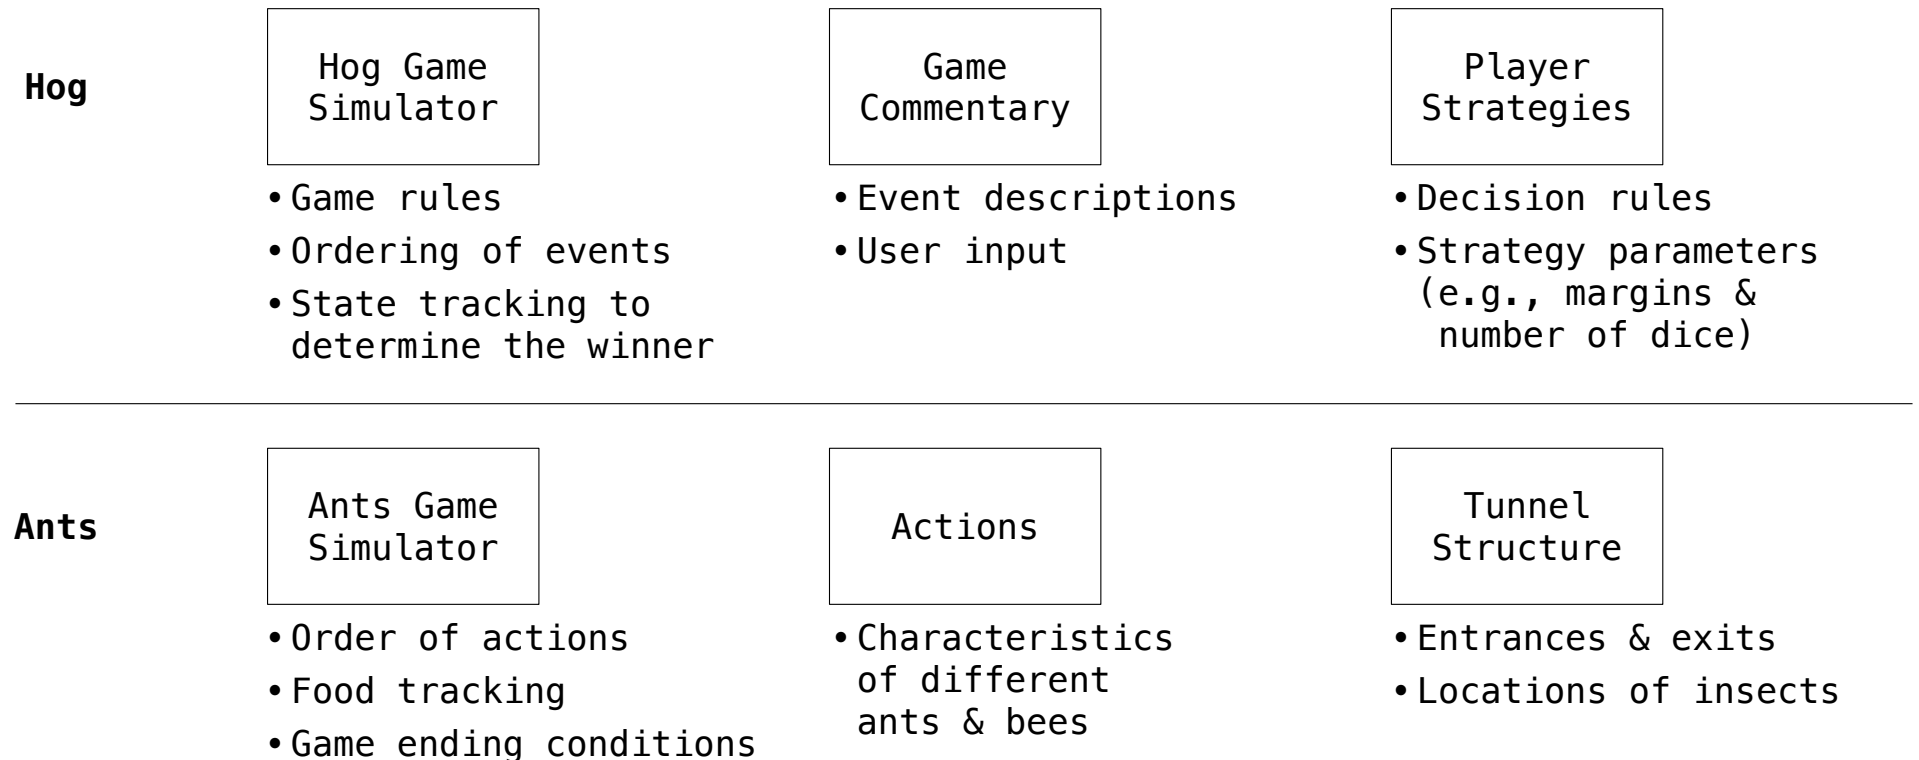 Hog
Hog Game
Simulator
• Game rules
• Ordering of events
• State tracking to
determine the winner
Game
Commentary
• Event descriptions
• User input
Player
Strategies
• Decision rules
• Strategy parameters
(e.g., margins &
number of dice)
Ants
Ants Game
Simulator
• Order of actions
• Food tracking
• Game ending conditions
Actions
• Characteristics
of different
ants & bees
Tunnel
Structure
• Entrances & exits
• Locations of insects